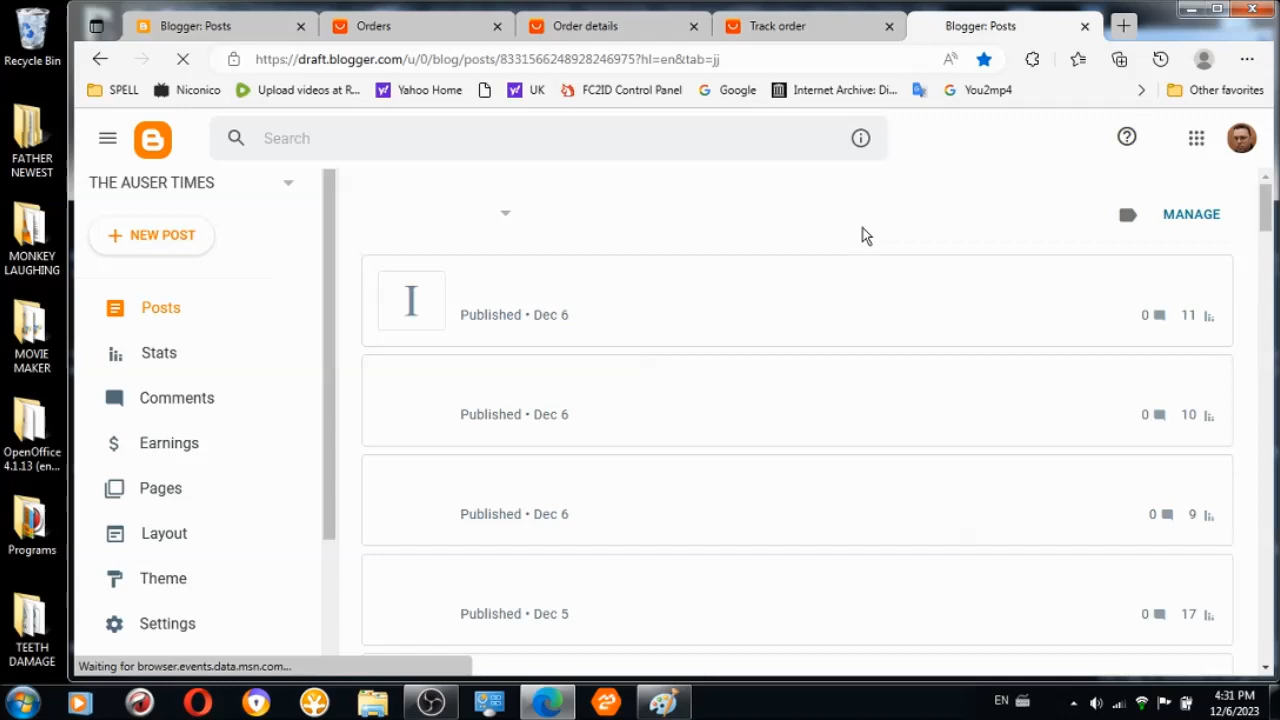 Recycle Bin
FATHER
NEWEST
MONKEY
LAUGHING
MOVIE
MAKER
OpenOffice
4.1.13 (en...
Programs
TEETH
DAMAGE
Blogger: Posts
Orders
Order details
Track order
Blogger: Posts
https://draft.blogger.com/u/0/blog/posts/8331566248928246975?hl=en&tab=jj
SPELL
Niconico
Upload videos at R...
Yahoo Home
UK
FC2ID Control Panel
Google
Internet Archive: Di...
You2mp4
Other favorites
Search
THE AUSER TIMES
NEW POST
Posts
Stats
Comments
Earnings
Pages
Layout
Theme
Settings
MANAGE
I
Published • Dec 6
0
11
Published • Dec 6
0
10
Published • Dec 6
0
9
Published • Dec 5
0
17
Waiting for browser.events.data.msn.com...
EN
4:31 PM
12/6/2023